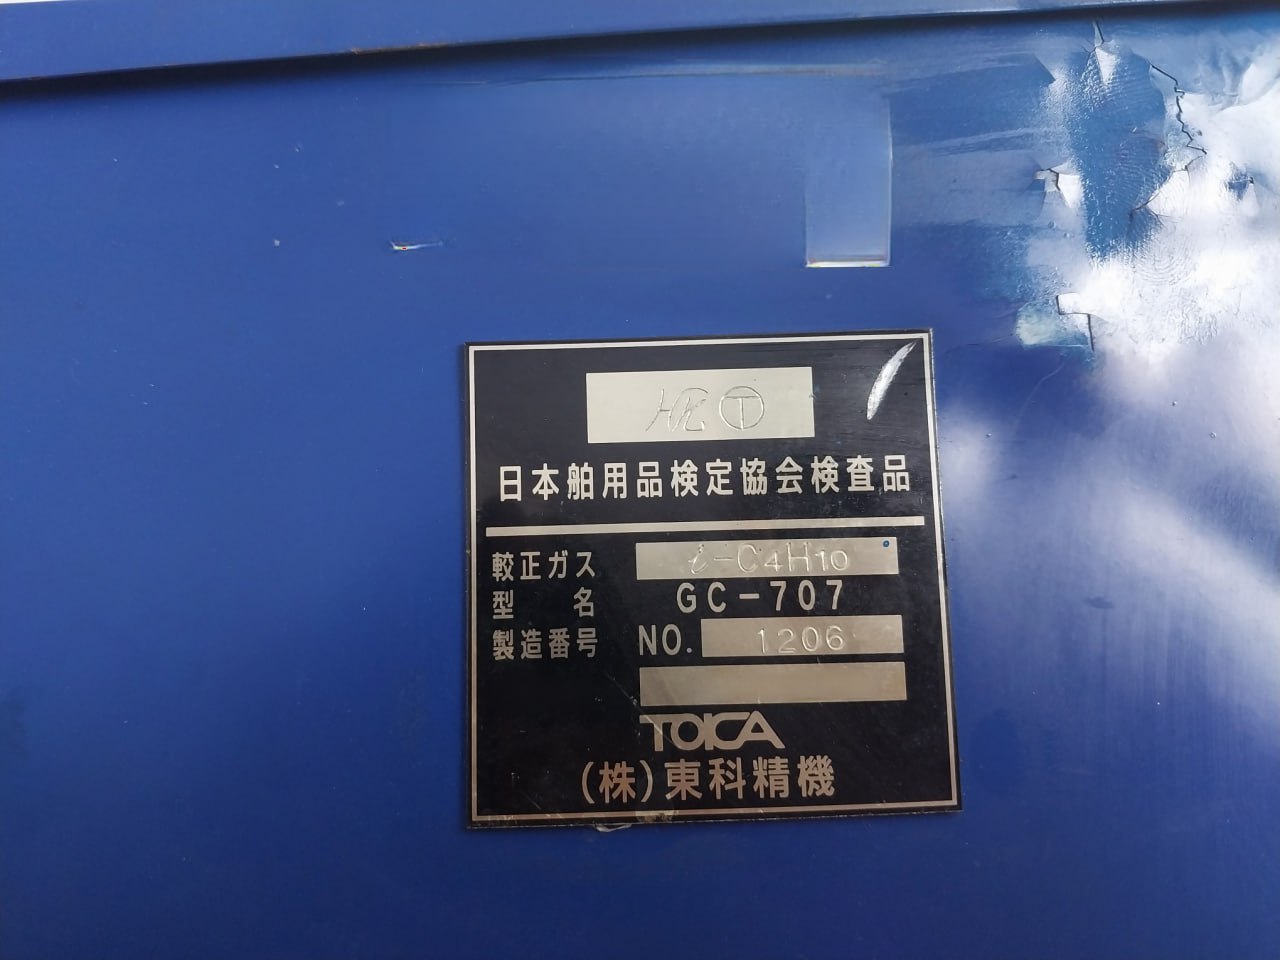 Ⓣ
日本舶用品検定協会検査品
較正ガス i-C4H10
型 名 GC-707
製造番号 NO. 1206
TOKA
(株)東科精機